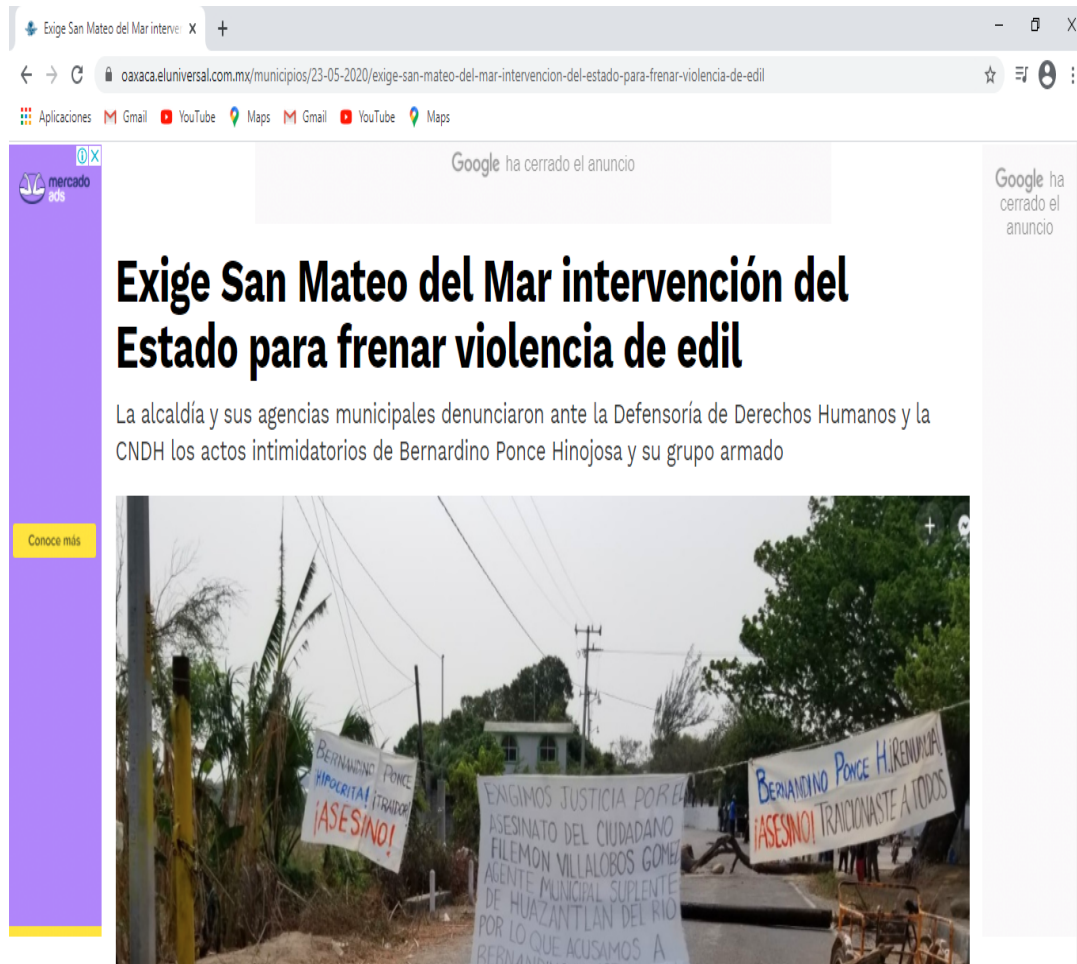 Exige San Mateo del Mar interve
oaxaca.eluniversal.com.mx/municipios/23-05-2020/exige-san-mateo-del-mar-intervencion-del-estado-para-frenar-violencia-de-edil
Aplicaciones Gmail YouTube Maps Gmail YouTube Maps
mercado
ads
Conoce más
Google ha cerrado el anuncio
Google ha
cerrado el
anuncio
Exige San Mateo del Mar intervención del
Estado para frenar violencia de edil
La alcaldía y sus agencias municipales denunciaron ante la Defensoría de Derechos Humanos y la
CNDH los actos intimidatorios de Bernardino Ponce Hinojosa y su grupo armado
BERNANDINO PONCE
HIPOCRITA! ¡TRAIDOR!
¡ASESINO!
EXIGIMOS JUSTICIA POR EL
ASESINATO DEL CIUDADANO
FILEMON VILLALOBOS GOMEZ
AGENTE MUNICIPAL SUPLENTE
DE HUAZANTLAN DEL RIO
POR LO QUE ACUSAMOS A
BERNANDINO PONCE H. ¡RENUNCIA!
¡ASESINO! TRAICIONASTE A TODOS